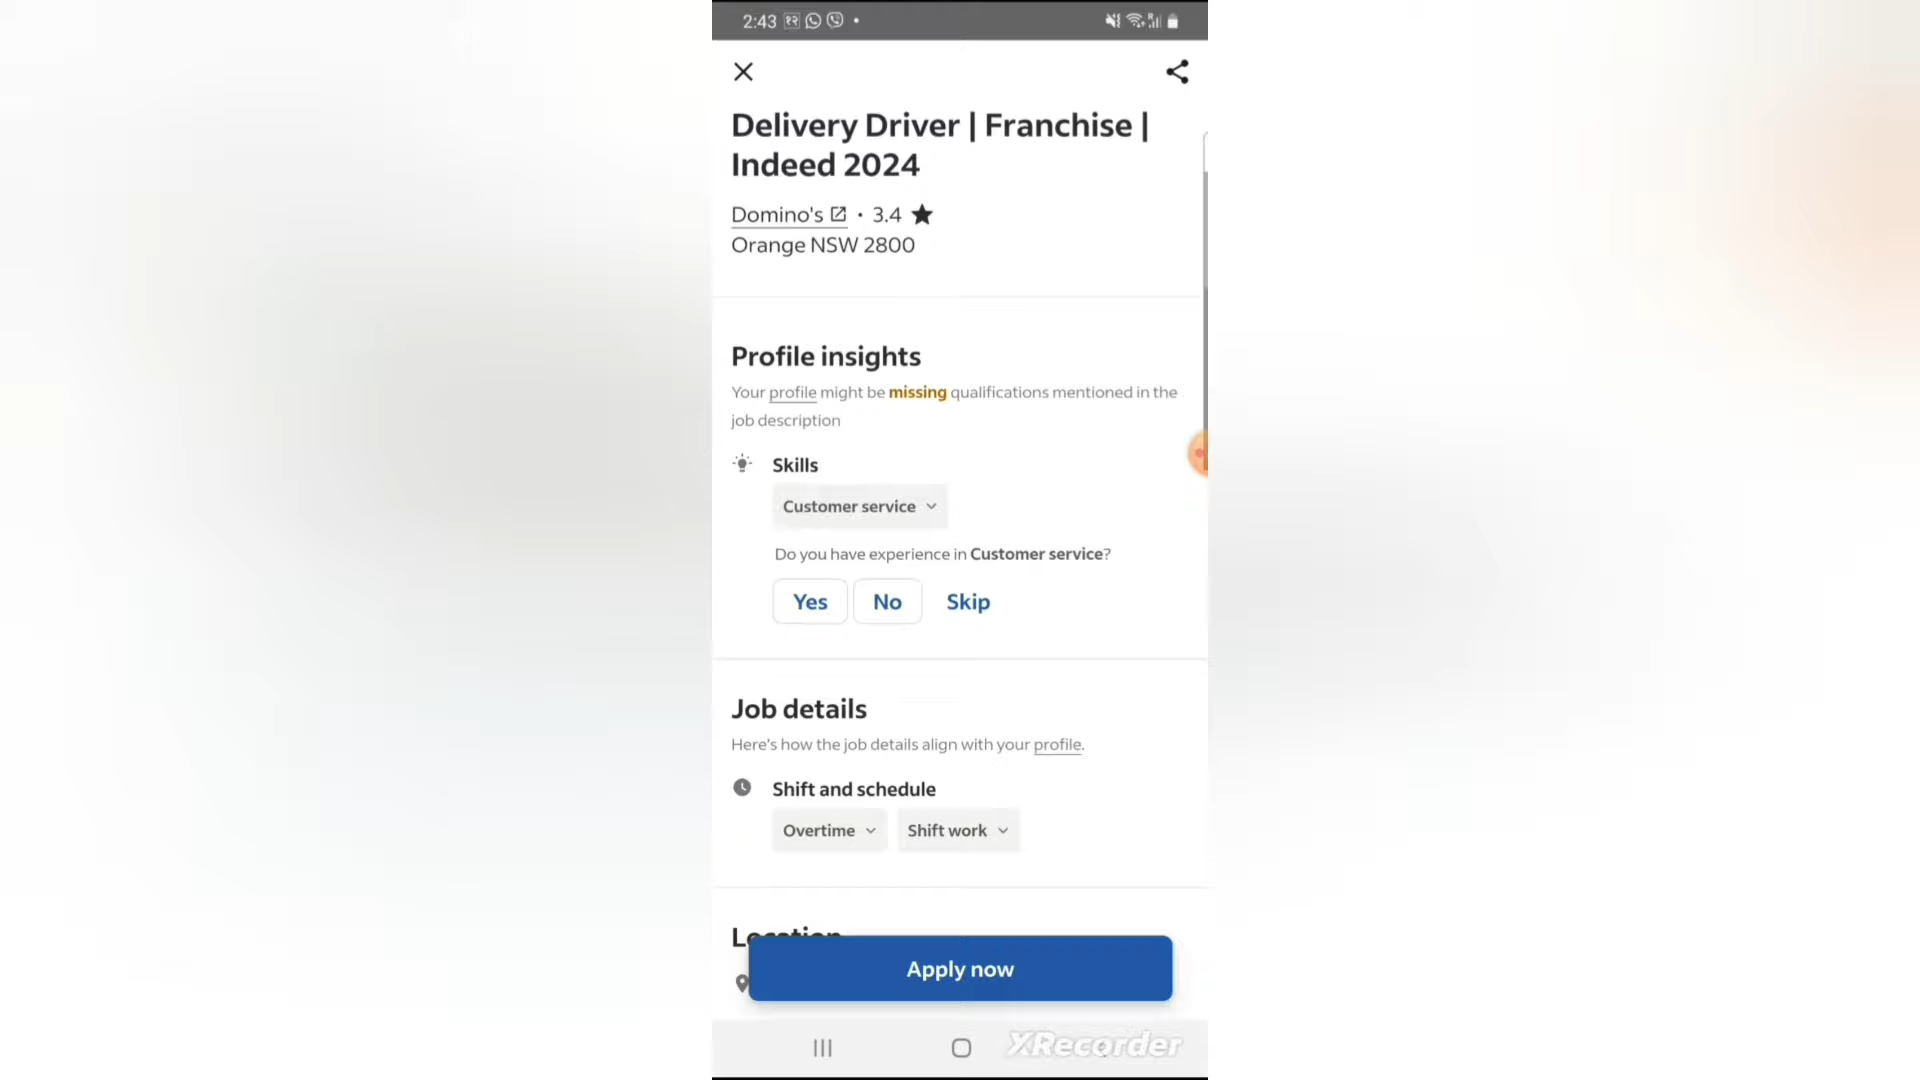 2:43 १२
Delivery Driver | Franchise |
Indeed 2024
Domino's · 3.4 ★
Orange NSW 2800
Profile insights
Your profile might be missing qualifications mentioned in the
job description
Skills
Customer service
Do you have experience in Customer service?
Yes No Skip
Job details
Here's how the job details align with your profile.
Shift and schedule
Overtime Shift work
Location
Apply now
XRecorder